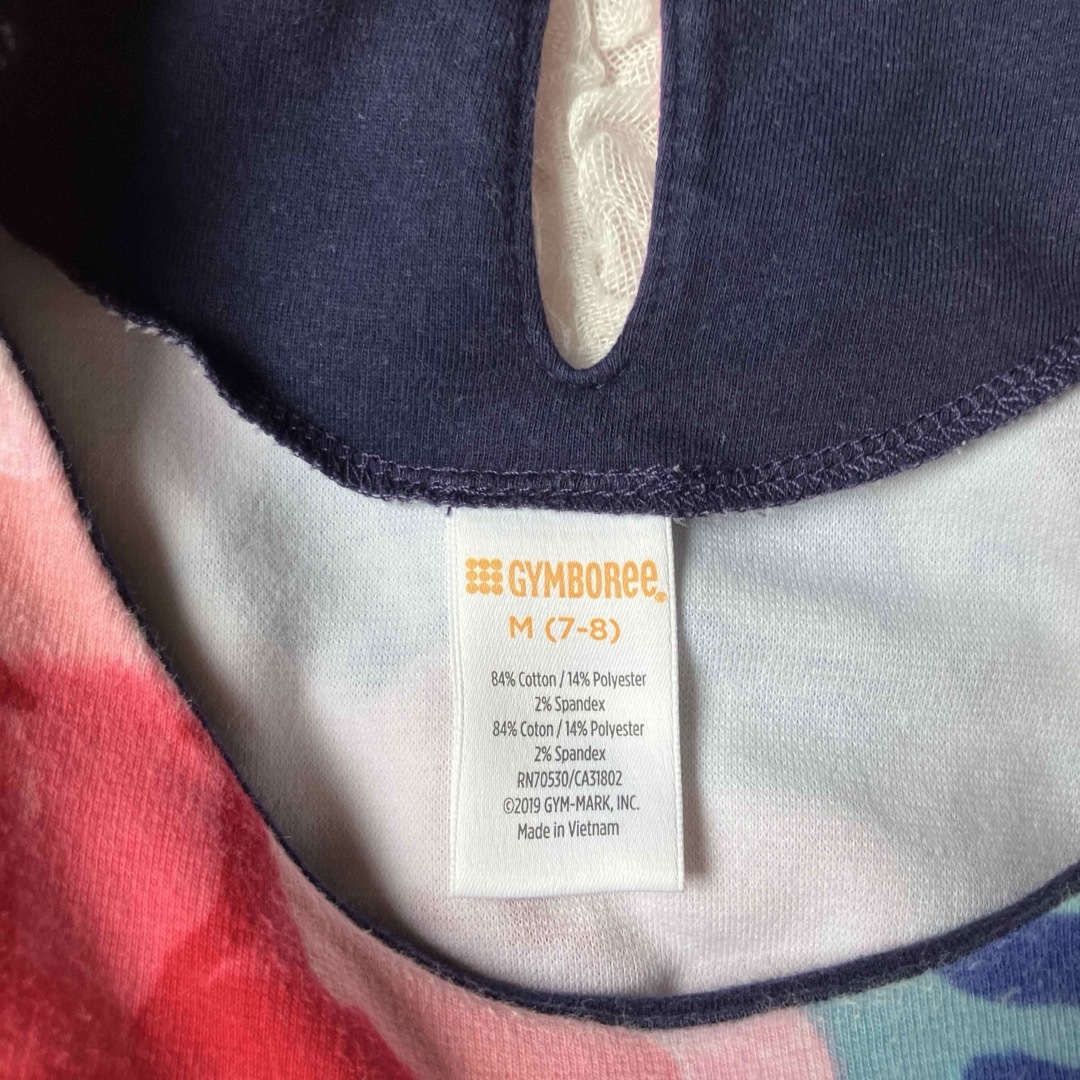 GYMBOREE®
M (7-8)
84% Cotton / 14% Polyester
2% Spandex
84% Coton / 14% Polyester
2% Spandex
RN70530/CA31802
©2019 GYM-MARK, INC.
Made in Vietnam